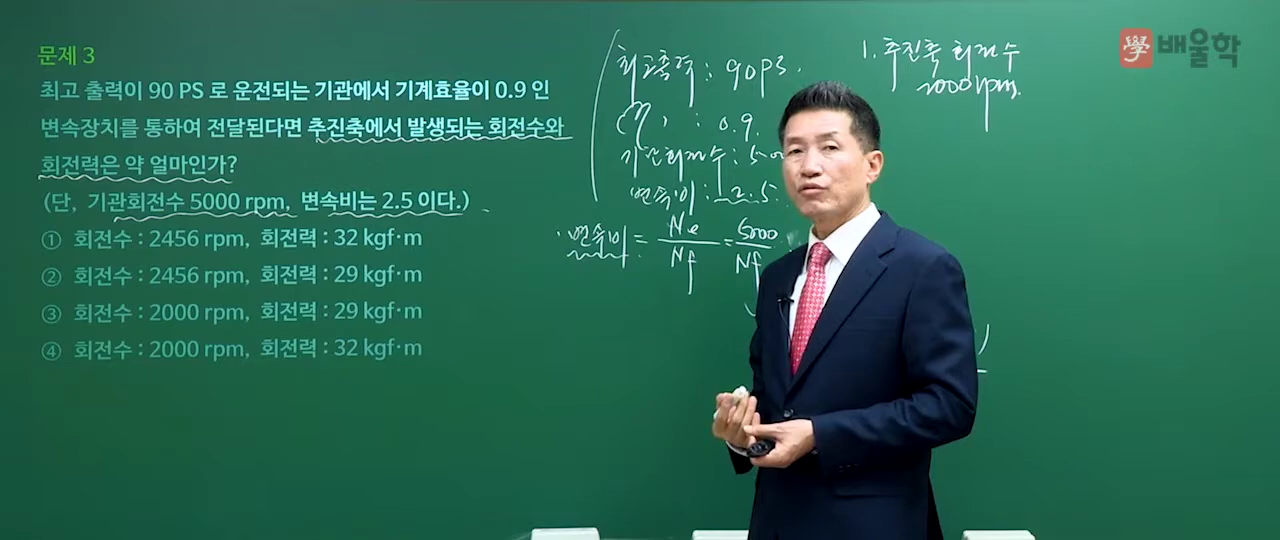 문제 3
최고 출력이 90 PS 로 운전되는 기관에서 기계효율이 0.9 인
변속장치를 통하여 전달된다면 추진축에서 발생되는 회전수와
회전력은 약 얼마인가?
(단, 기관회전수 5000 rpm, 변속비는 2.5 이다.)
① 회전수 : 2456 rpm, 회전력 : 32 kgf·m
② 회전수 : 2456 rpm, 회전력 : 29 kgf·m
③ 회전수 : 2000 rpm, 회전력 : 29 kgf·m
④ 회전수 : 2000 rpm, 회전력 : 32 kgf·m
최고출력 : 90PS.
(η) : 0.9.
기관회전수 : 500
변속비 : 2.5.
변속비 = Ne/Nf = 5000/Nf
1. 추진축 회전수
2000rpm.
學 배울학